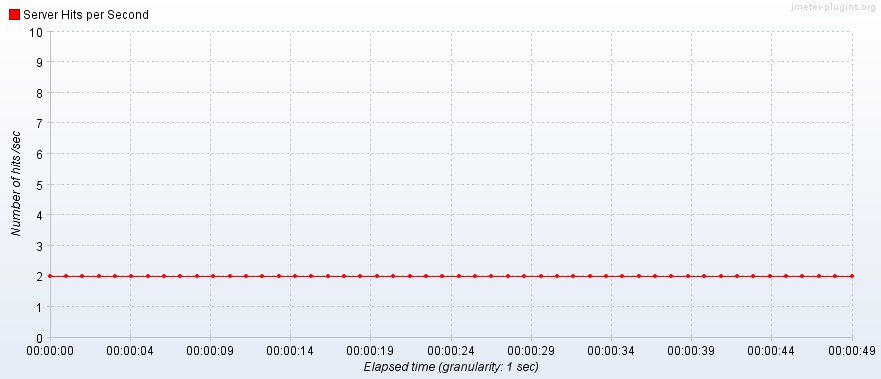 jmeter-plugins.org
Server Hits per Second
10
9
8
7
6
5
4
3
2
1
0
Number of hits/sec
00:00:00 00:00:04 00:00:09 00:00:14 00:00:19 00:00:24 00:00:29 00:00:34 00:00:39 00:00:44 00:00:49
Elapsed time (granularity: 1 sec)